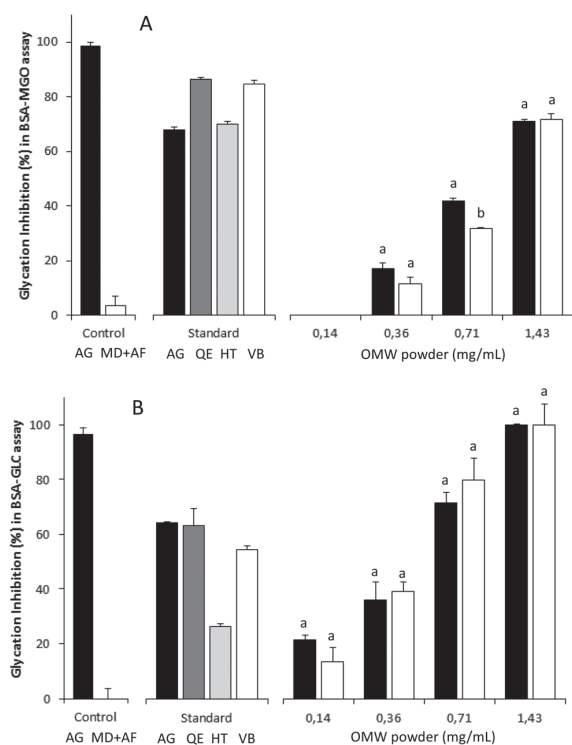 A
Glycation Inhibition (%) in BSA-MGO assay
100
80
60
40
20
0
a
a
a
b
a
a
Control
AG MD+AF
Standard
AG QE HT VB
0,14 0,36 0,71 1,43
OMW powder (mg/mL)
B
Glycation Inhibition (%) in BSA-GLC assay
100
80
60
40
20
0
a
a
a
a
a
a
a
a
Control
AG MD+AF
Standard
AG QE HT VB
0,14 0,36 0,71 1,43
OMW powder (mg/mL)